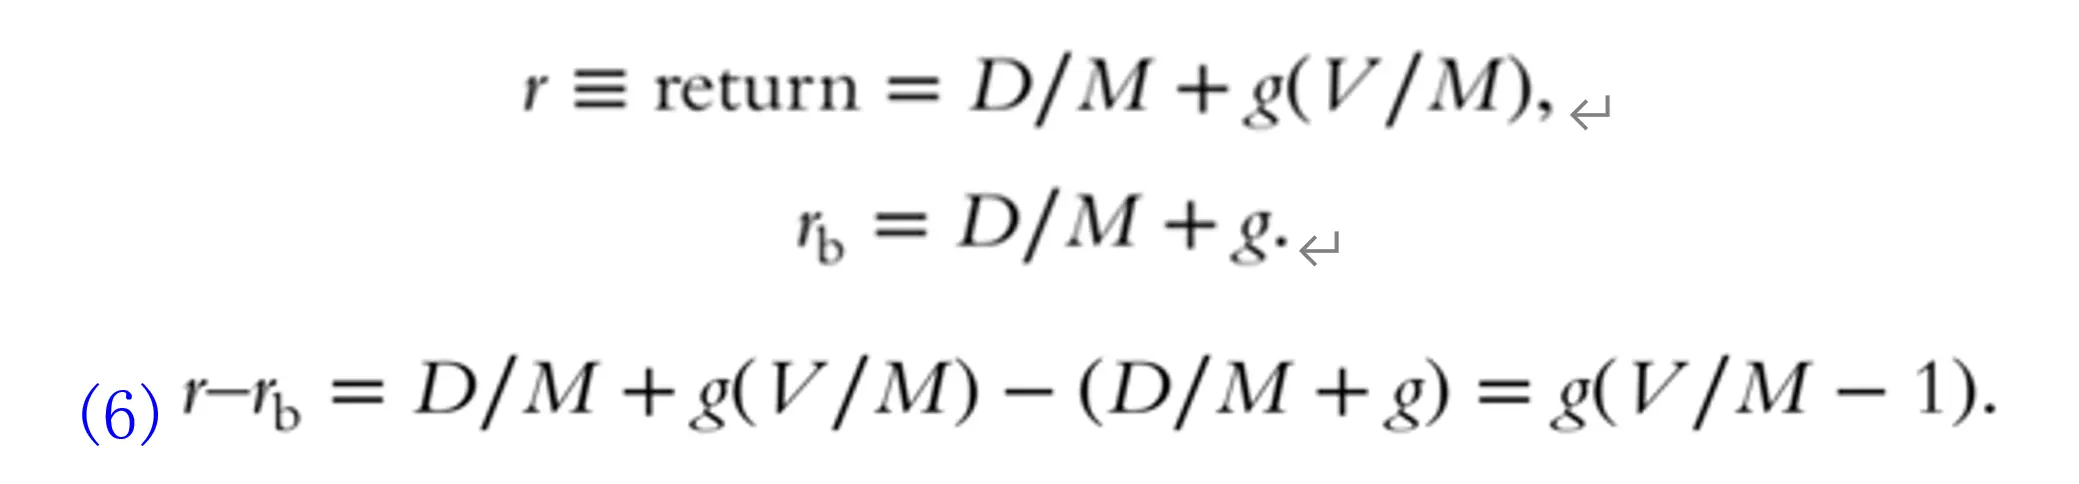 r ≡ return = D/M + g(V/M), ↵
r_b = D/M + g. ↵
(6) r–r_b = D/M + g(V/M) − (D/M + g) = g(V/M − 1).